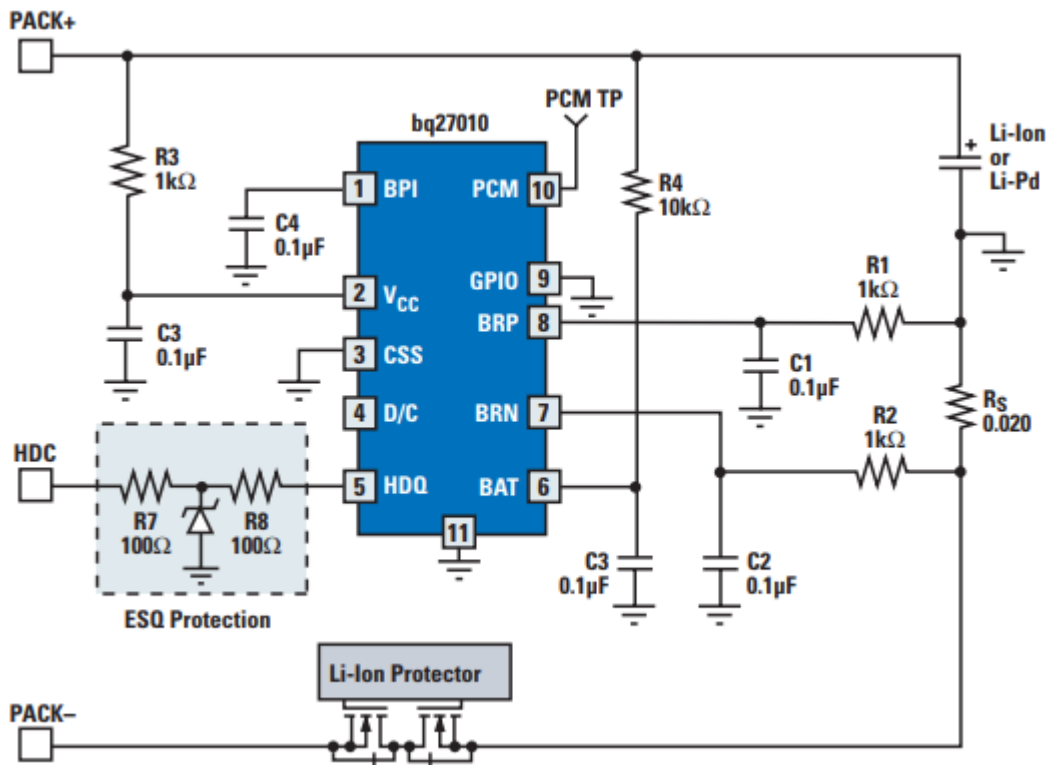 PACK+
PCM TP
bq27010
Li-Ion
or
Li-Pd
+
R3
1kΩ
1 BPI
PCM 10
R4
10kΩ
C4
0.1µF
GPIO 9
R1
1kΩ
2 VCC
BRP 8
C3
0.1µF
3 CSS
C1
0.1µF
RS
0.020
4 D/C
BRN 7
R2
1kΩ
HDC
5 HDQ
BAT 6
R7
100Ω
R8
100Ω
11
C3
0.1µF
C2
0.1µF
ESQ Protection
Li-Ion Protector
PACK–